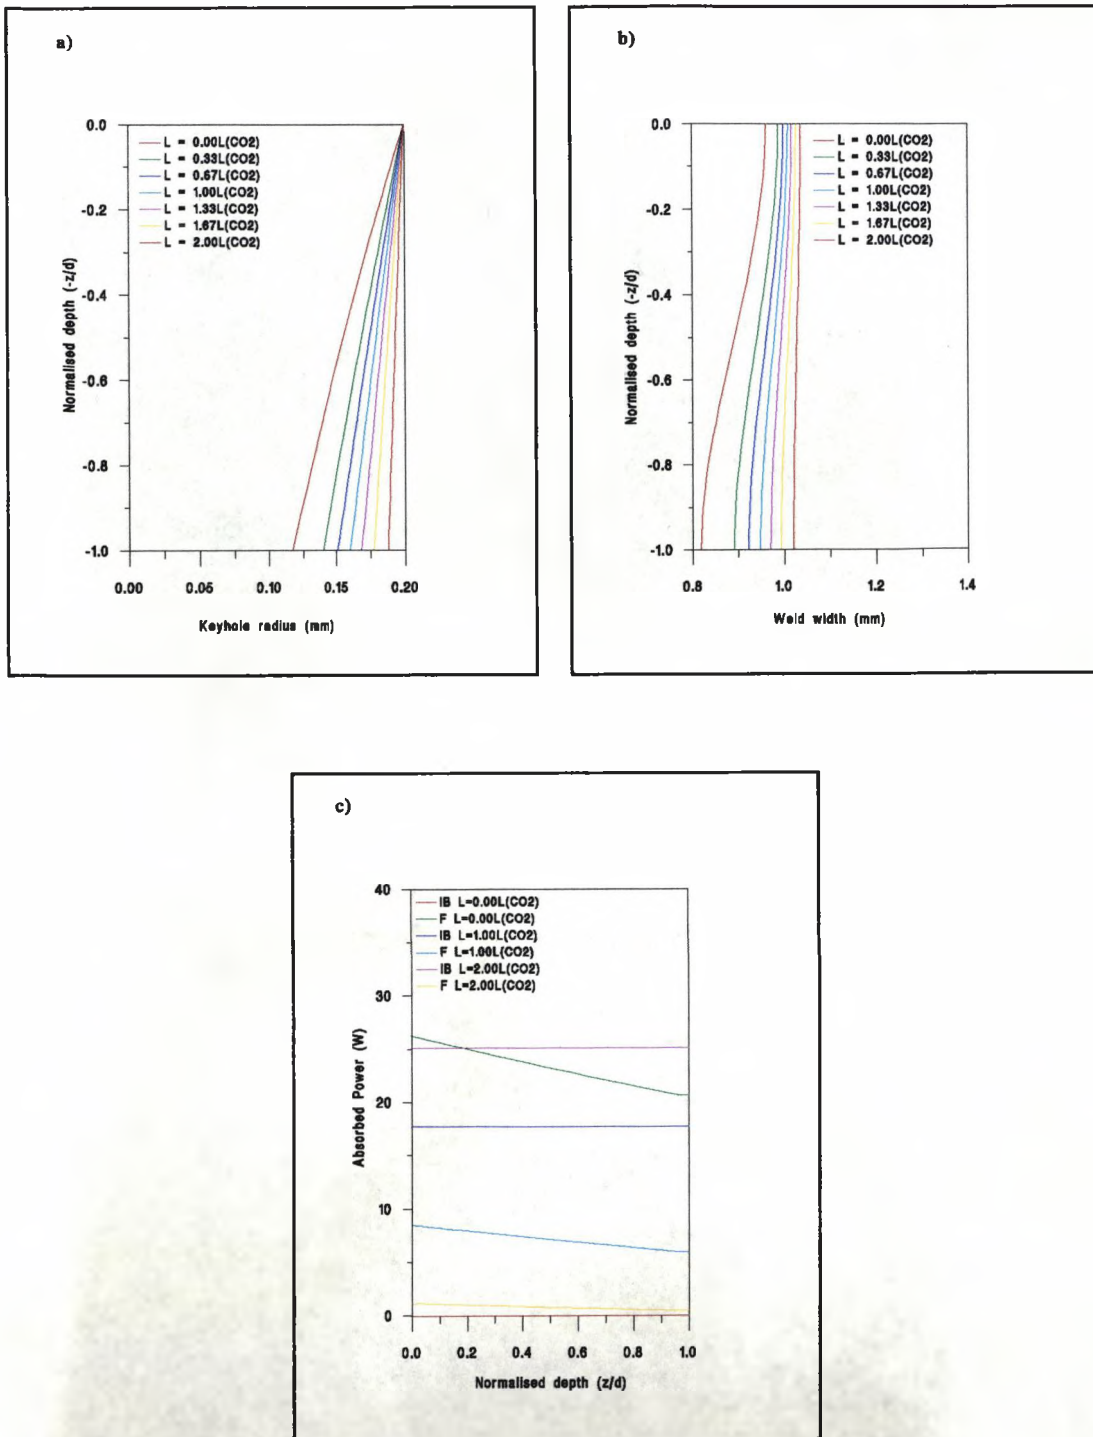 a)
0.0
-0.2
-0.4
-0.6
-0.8
-1.0
Normalised depth (-z/d)
L = 0.00L(CO2)
L = 0.33L(CO2)
L = 0.67L(CO2)
L = 1.00L(CO2)
L = 1.33L(CO2)
L = 1.67L(CO2)
L = 2.00L(CO2)
0.00 0.05 0.10 0.15 0.20
Keyhole radius (mm)
b)
0.0
-0.2
-0.4
-0.6
-0.8
-1.0
Normalised depth (-z/d)
L = 0.00L(CO2)
L = 0.33L(CO2)
L = 0.67L(CO2)
L = 1.00L(CO2)
L = 1.33L(CO2)
L = 1.67L(CO2)
L = 2.00L(CO2)
0.8 1.0 1.2 1.4
Weld width (mm)
c)
40
30
20
10
0
Absorbed Power (W)
IB L=0.00L(CO2)
F L=0.00L(CO2)
IB L=1.00L(CO2)
F L=1.00L(CO2)
IB L=2.00L(CO2)
F L=2.00L(CO2)
0.0 0.2 0.4 0.6 0.8 1.0
Normalised depth (z/d)